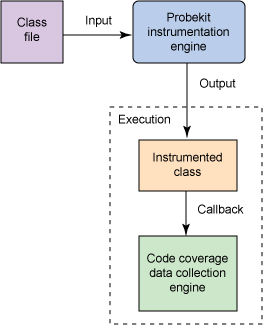 Class
file
Input
Probekit
instrumentation
engine
Output
Execution
Instrumented
class
Callback
Code coverage
data collection
engine